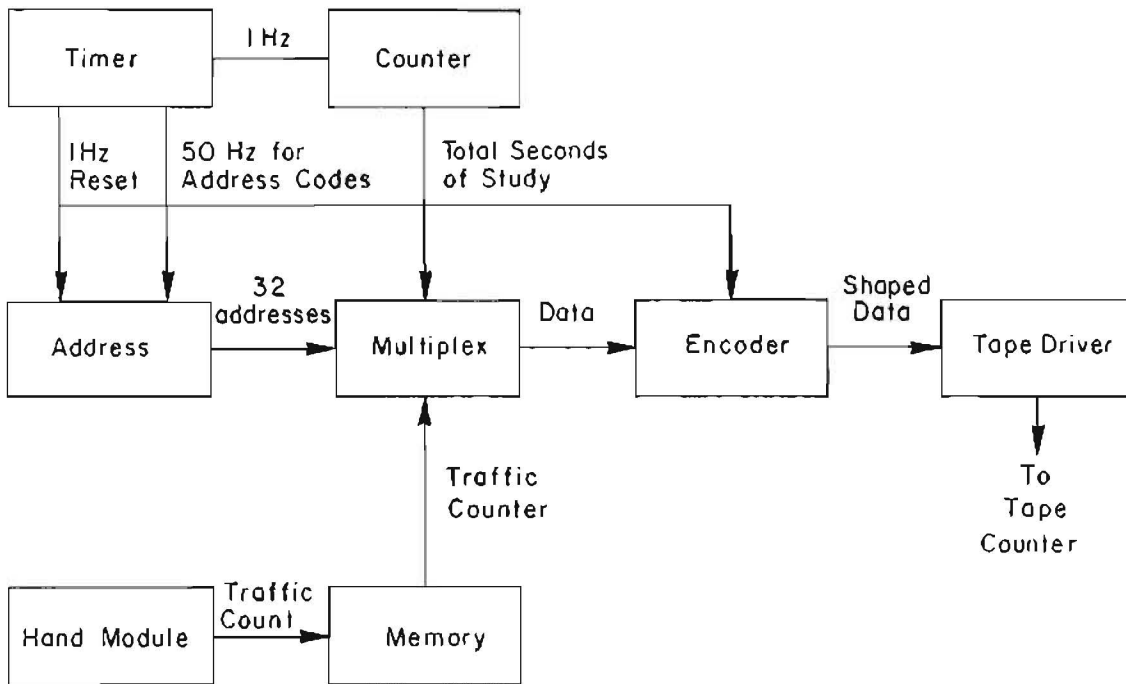 Timer
1 Hz
Counter
1Hz
Reset
50 Hz for
Address Codes
Total Seconds
of Study
Address
32
addresses
Multiplex
Data
Encoder
Shaped
Data
Tape Driver
Traffic
Counter
To
Tape
Counter
Hand Module
Traffic
Count
Memory